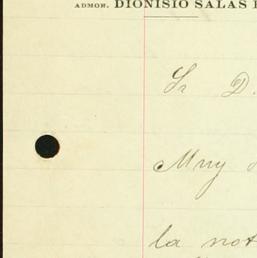 ADMOR. DIONISIO SALAS
Sr D.
Muy
la not